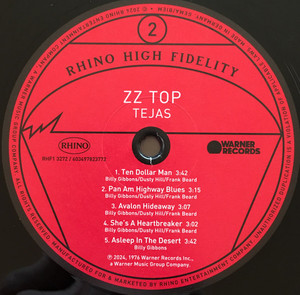 2
RHINO HIGH FIDELITY
ZZ TOP
TEJAS
RHINO
RHF1 3272 / 603497823772
WARNER
RECORDS
1. Ten Dollar Man 3:42
Billy Gibbons/Dusty Hill/Frank Beard
2. Pan Am Highway Blues 3:15
Billy Gibbons/Dusty Hill/Frank Beard
3. Avalon Hideaway 3:07
Billy Gibbons/Dusty Hill/Frank Beard
4. She's A Heartbreaker 3:02
Billy Gibbons/Dusty Hill/Frank Beard
5. Asleep In The Desert 3:42
Billy Gibbons
℗ 2024, 1976 Warner Records Inc.,
a Warner Music Group Company.
MANUFACTURED & MARKETED BY RHINO ENTERTAINMENT COMPANY,